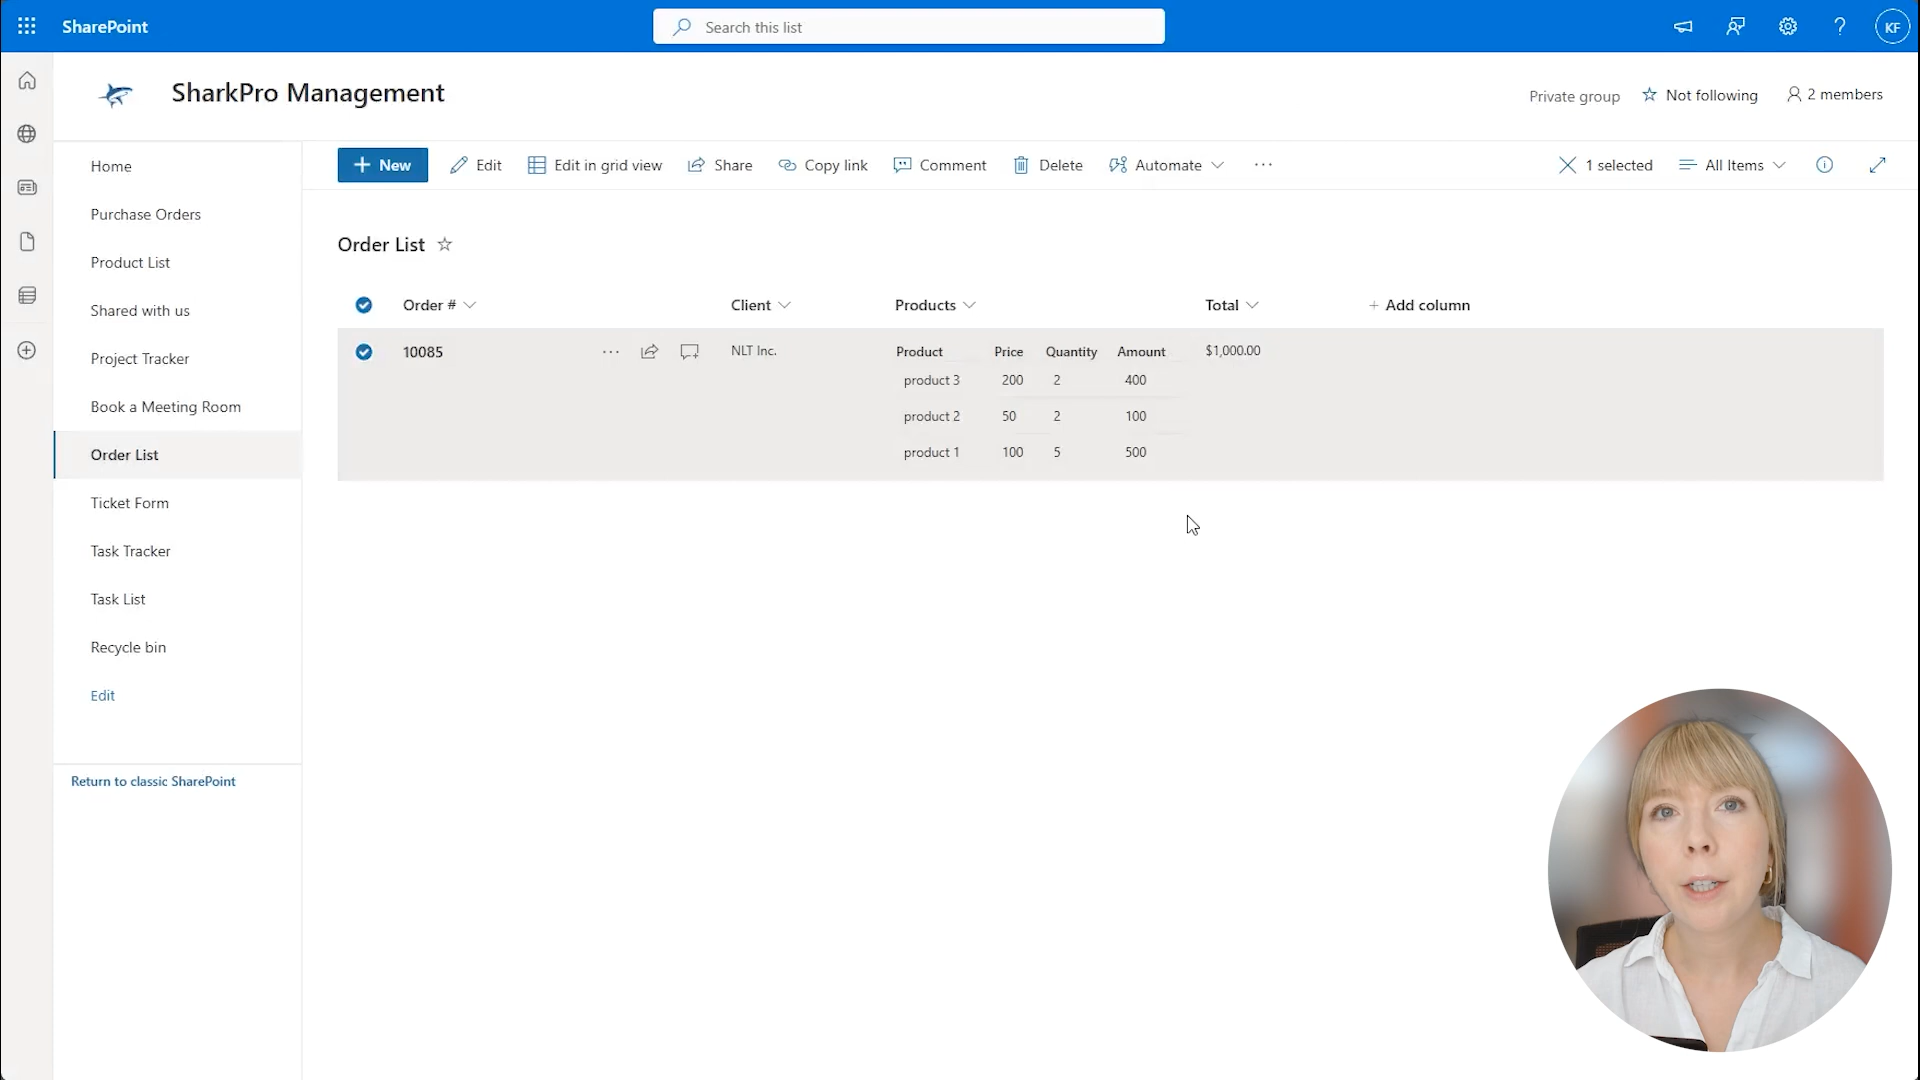 SharePoint
Search this list
KF
SharkPro Management
Private group
Not following
2 members
Home
Purchase Orders
Product List
Shared with us
Project Tracker
Book a Meeting Room
Order List
Ticket Form
Task Tracker
Task List
Recycle bin
Edit
Return to classic SharePoint
+ New
Edit
Edit in grid view
Share
Copy link
Comment
Delete
Automate
...
1 selected
All Items
Order List
Order #
Client
Products
Total
+ Add column
10085
...
NLT Inc.
Product Price Quantity Amount
product 3 200 2 400
product 2 50 2 100
product 1 100 5 500
$1,000.00